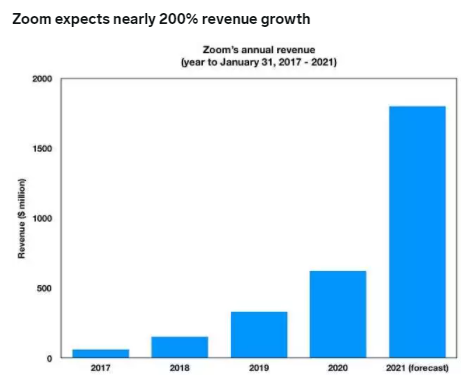 Zoom expects nearly 200% revenue growth
Zoom's annual revenue
(year to January 31, 2017 - 2021)
Revenue ($ million)
2000
1500
1000
500
0
2017 2018 2019 2020 2021 (forecast)